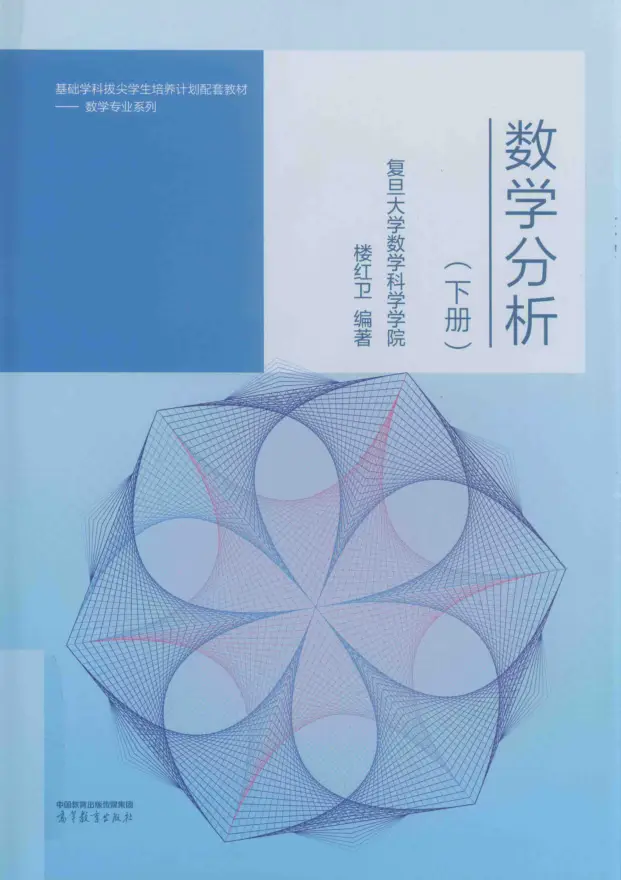 基础学科拔尖学生培养计划配套教材
—— 数学专业系列
数学分析
（下册）
复旦大学数学科学学院
楼红卫 编著
中国教育出版传媒集团
高等教育出版社